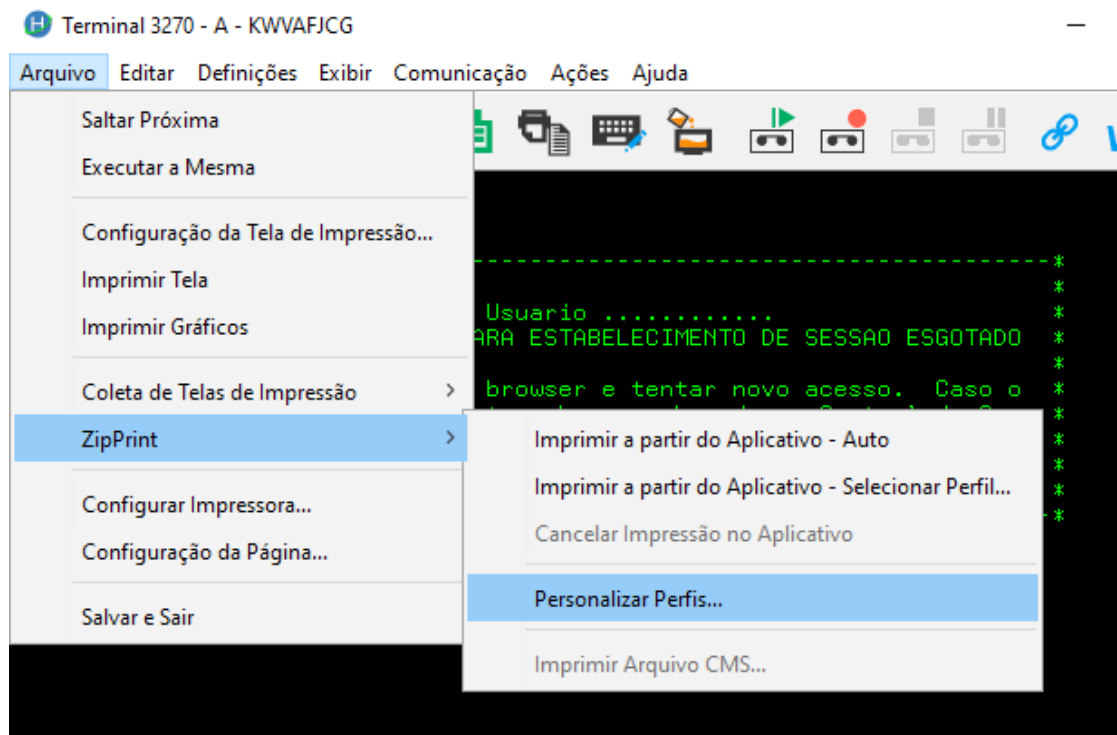 Terminal 3270 - A - KWVAFJCG
Arquivo Editar Definições Exibir Comunicação Ações Ajuda
Saltar Próxima
Executar a Mesma
Configuração da Tela de Impressão...
Imprimir Tela
Imprimir Gráficos
Coleta de Telas de Impressão
ZipPrint
Configurar Impressora...
Configuração da Página...
Salvar e Sair
Imprimir a partir do Aplicativo - Auto
Imprimir a partir do Aplicativo - Selecionar Perfil...
Cancelar Impressão no Aplicativo
Personalizar Perfis...
Imprimir Arquivo CMS...
Usuario ............
ARA ESTABELECIMENTO DE SESSAO ESGOTADO
browser e tentar novo acesso. Caso o